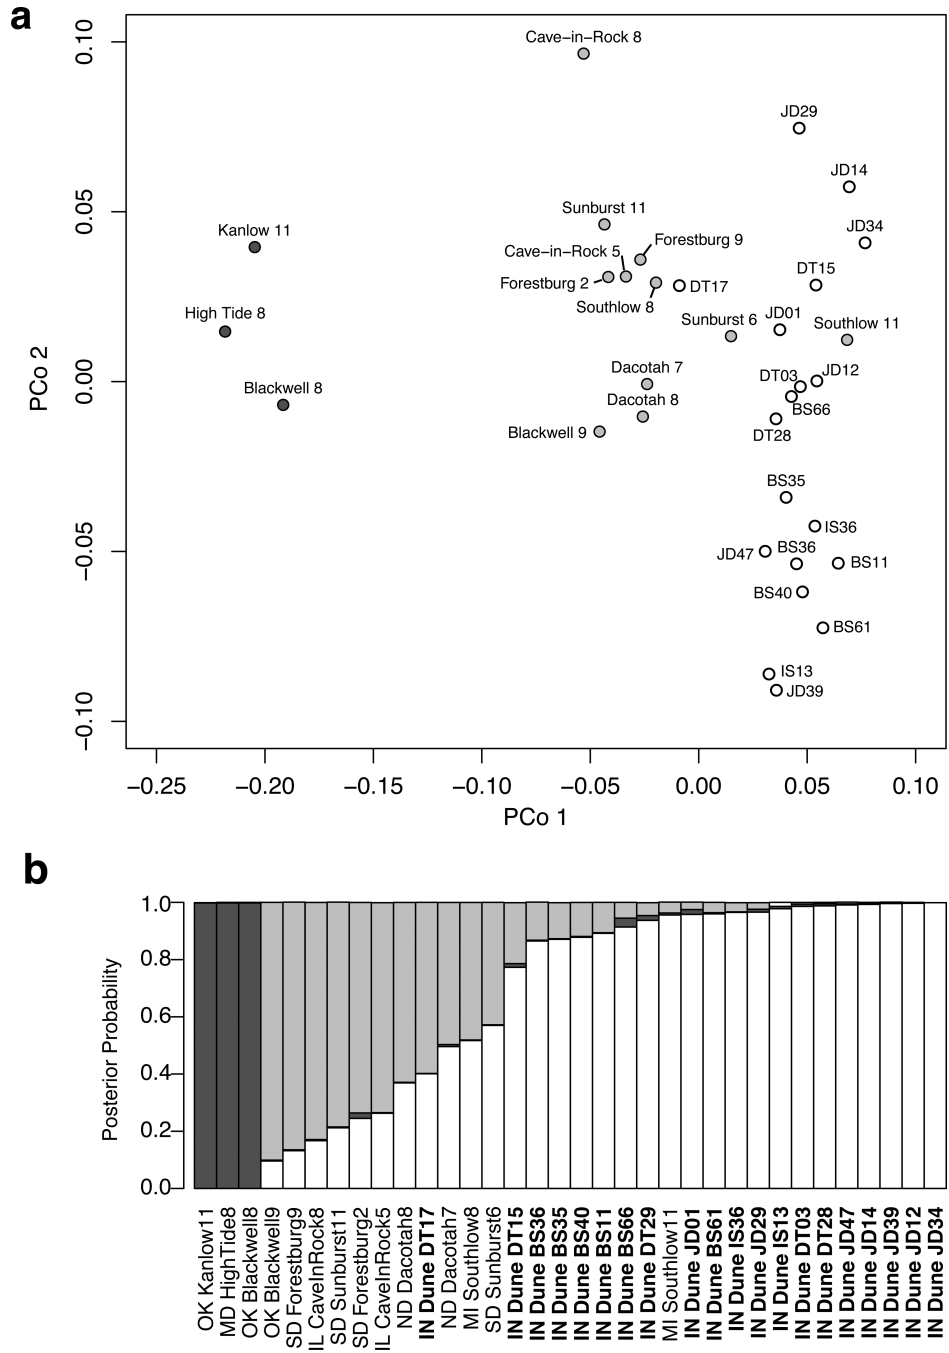 a
0.10
0.05
0.00
−0.05
−0.10
PCo 2
Cave−in−Rock 8
JD29
JD14
Sunburst 11
Kanlow 11
JD34
Forestburg 9
Cave−in−Rock 5
DT15
Forestburg 2
DT17
Southlow 8
High Tide 8
Sunburst 6
JD01
Southlow 11
Dacotah 7
JD12
DT03
Blackwell 8
Dacotah 8
BS66
Blackwell 9
DT28
BS35
IS36
JD47
BS36
BS11
BS40
BS61
IS13
JD39
−0.25
−0.20
−0.15
−0.10
−0.05
0.00
0.05
0.10
PCo 1
b
1.0
0.8
0.6
0.4
0.2
0.0
Posterior Probability
OK Kanlow11
MD HighTide8
OK Blackwell8
OK Blackwell9
SD Forestburg9
IL CaveInRock8
SD Sunburst11
SD Forestburg2
IL CaveInRock5
ND Dacotah8
IN Dune DT17
ND Dacotah7
MI Southlow8
SD Sunburst6
IN Dune DT15
IN Dune BS36
IN Dune BS35
IN Dune BS40
IN Dune BS11
IN Dune BS66
IN Dune DT29
MI Southlow11
IN Dune JD01
IN Dune BS61
IN Dune IS36
IN Dune JD29
IN Dune IS13
IN Dune DT03
IN Dune DT28
IN Dune JD47
IN Dune JD14
IN Dune JD39
IN Dune JD12
IN Dune JD34